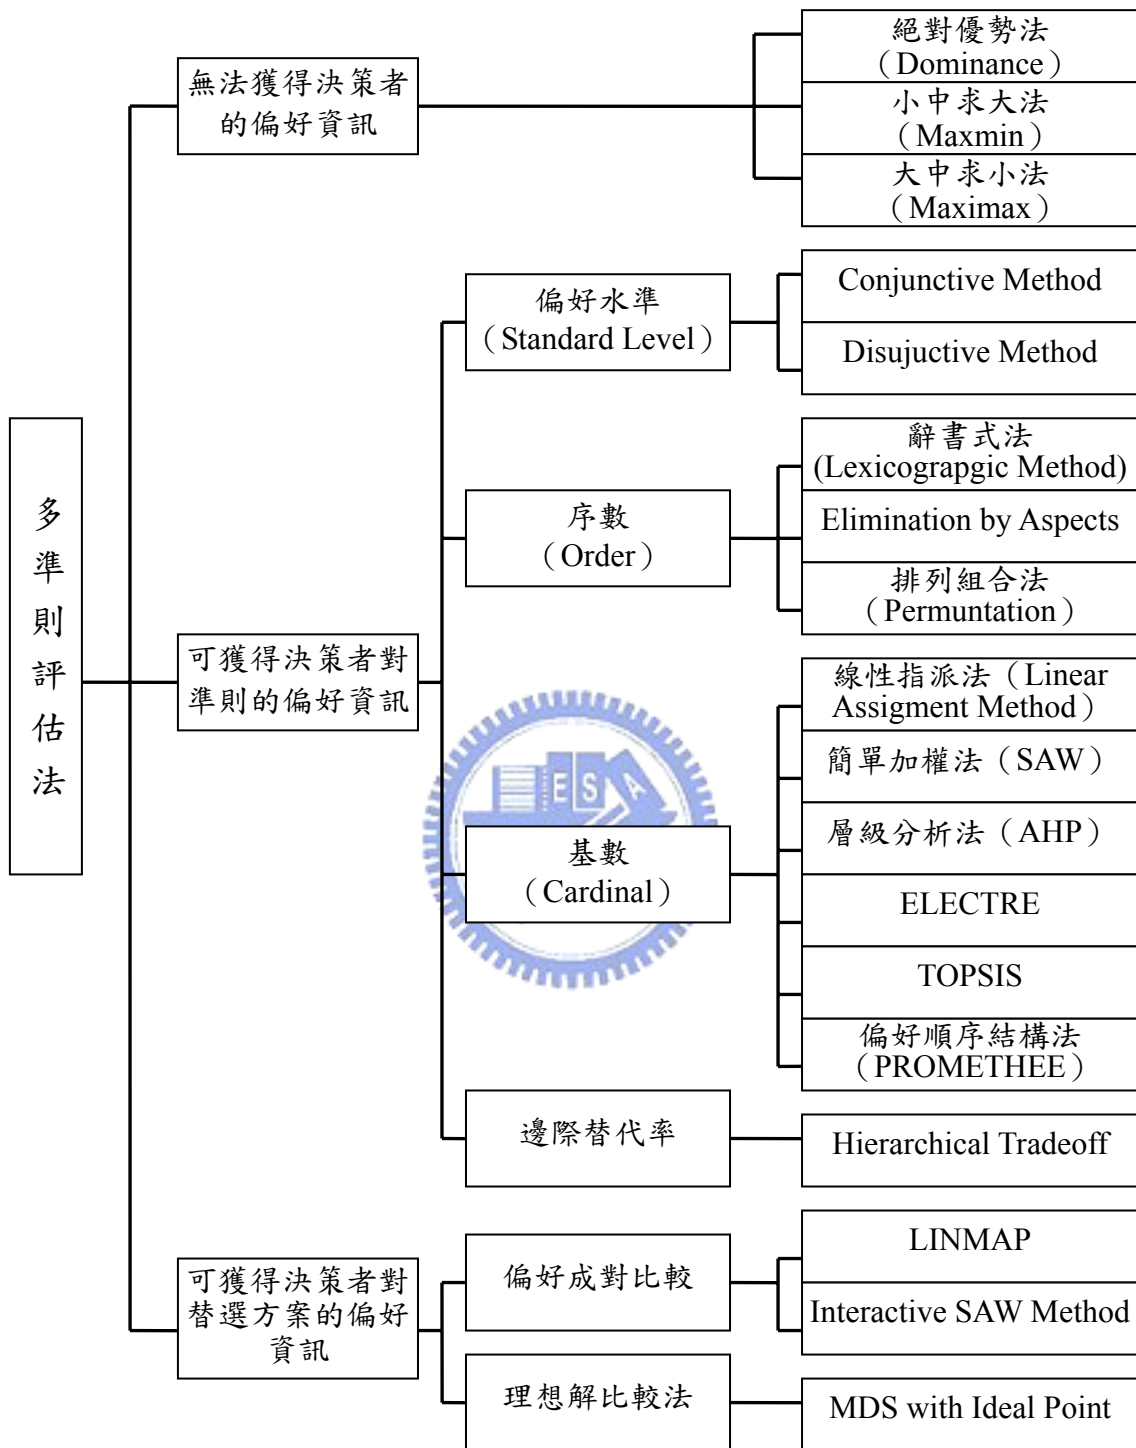 多
準
則
評
估
法
無法獲得決策者
的偏好資訊
絕對優勢法
（Dominance）
小中求大法
（Maxmin）
大中求小法
（Maximax）
可獲得決策者對
準則的偏好資訊
偏好水準
（Standard Level）
Conjunctive Method
Disujuctive Method
序數
（Order）
辭書式法
(Lexicograpgic Method)
Elimination by Aspects
排列組合法
（Permuntation）
基數
（Cardinal）
線性指派法（Linear
Assigment Method）
簡單加權法（SAW）
層級分析法（AHP）
ELECTRE
TOPSIS
偏好順序結構法
（PROMETHEE）
邊際替代率
Hierarchical Tradeoff
可獲得決策者對
替選方案的偏好
資訊
偏好成對比較
LINMAP
Interactive SAW Method
理想解比較法
MDS with Ideal Point
E S A